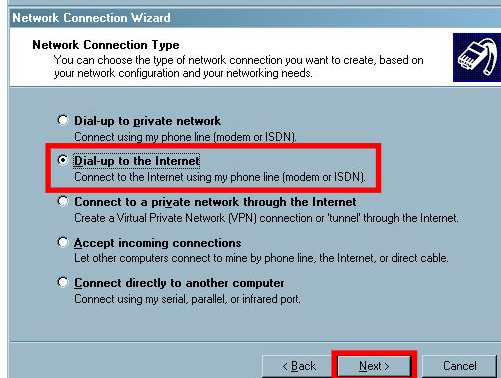 Network Connection Wizard
Network Connection Type
You can choose the type of network connection you want to create, based on
your network configuration and your networking needs.
Dial-up to private network
Connect using my phone line (modem or ISDN).
Dial-up to the Internet
Connect to the Internet using my phone line (modem or ISDN).
Connect to a private network through the Internet
Create a Virtual Private Network (VPN) connection or 'tunnel' through the Internet.
Accept incoming connections
Let other computers connect to mine by phone line, the Internet, or direct cable.
Connect directly to another computer
Connect using my serial, parallel, or infrared port.
< Back Next > Cancel